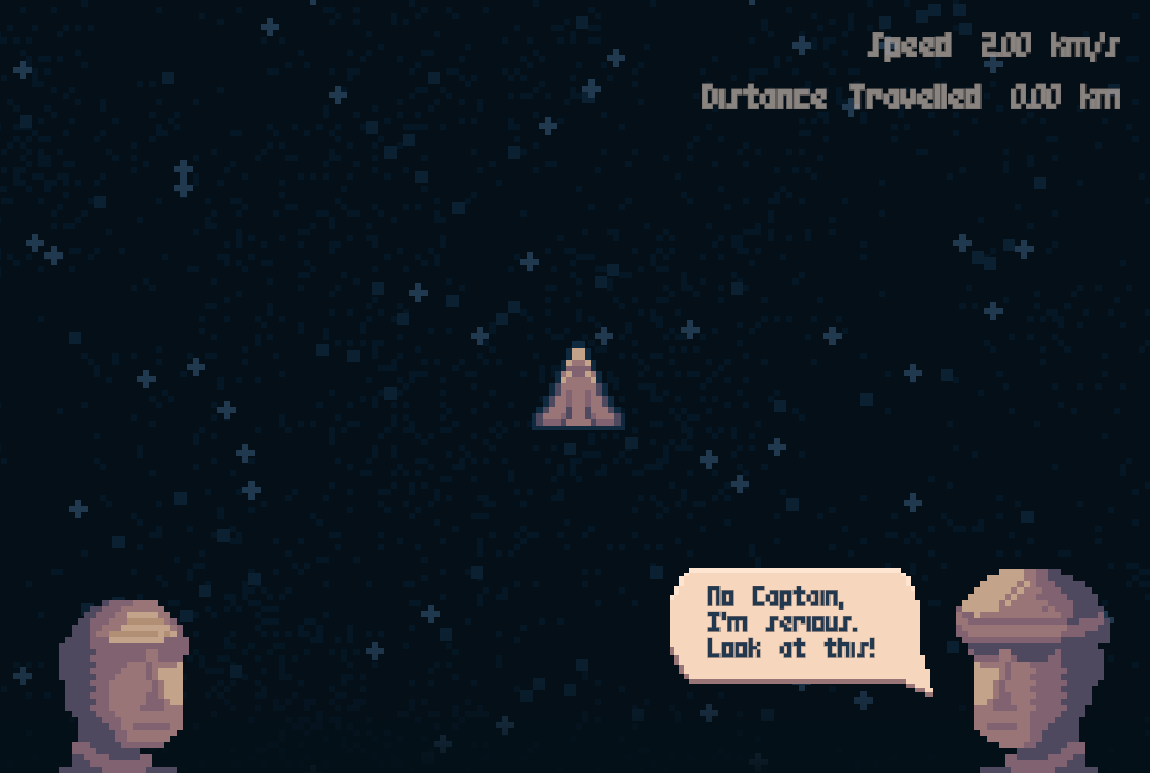 Speed 2.00 km/s
Distance Travelled 0.00 km
No Captain,
I'm serious.
Look at this!